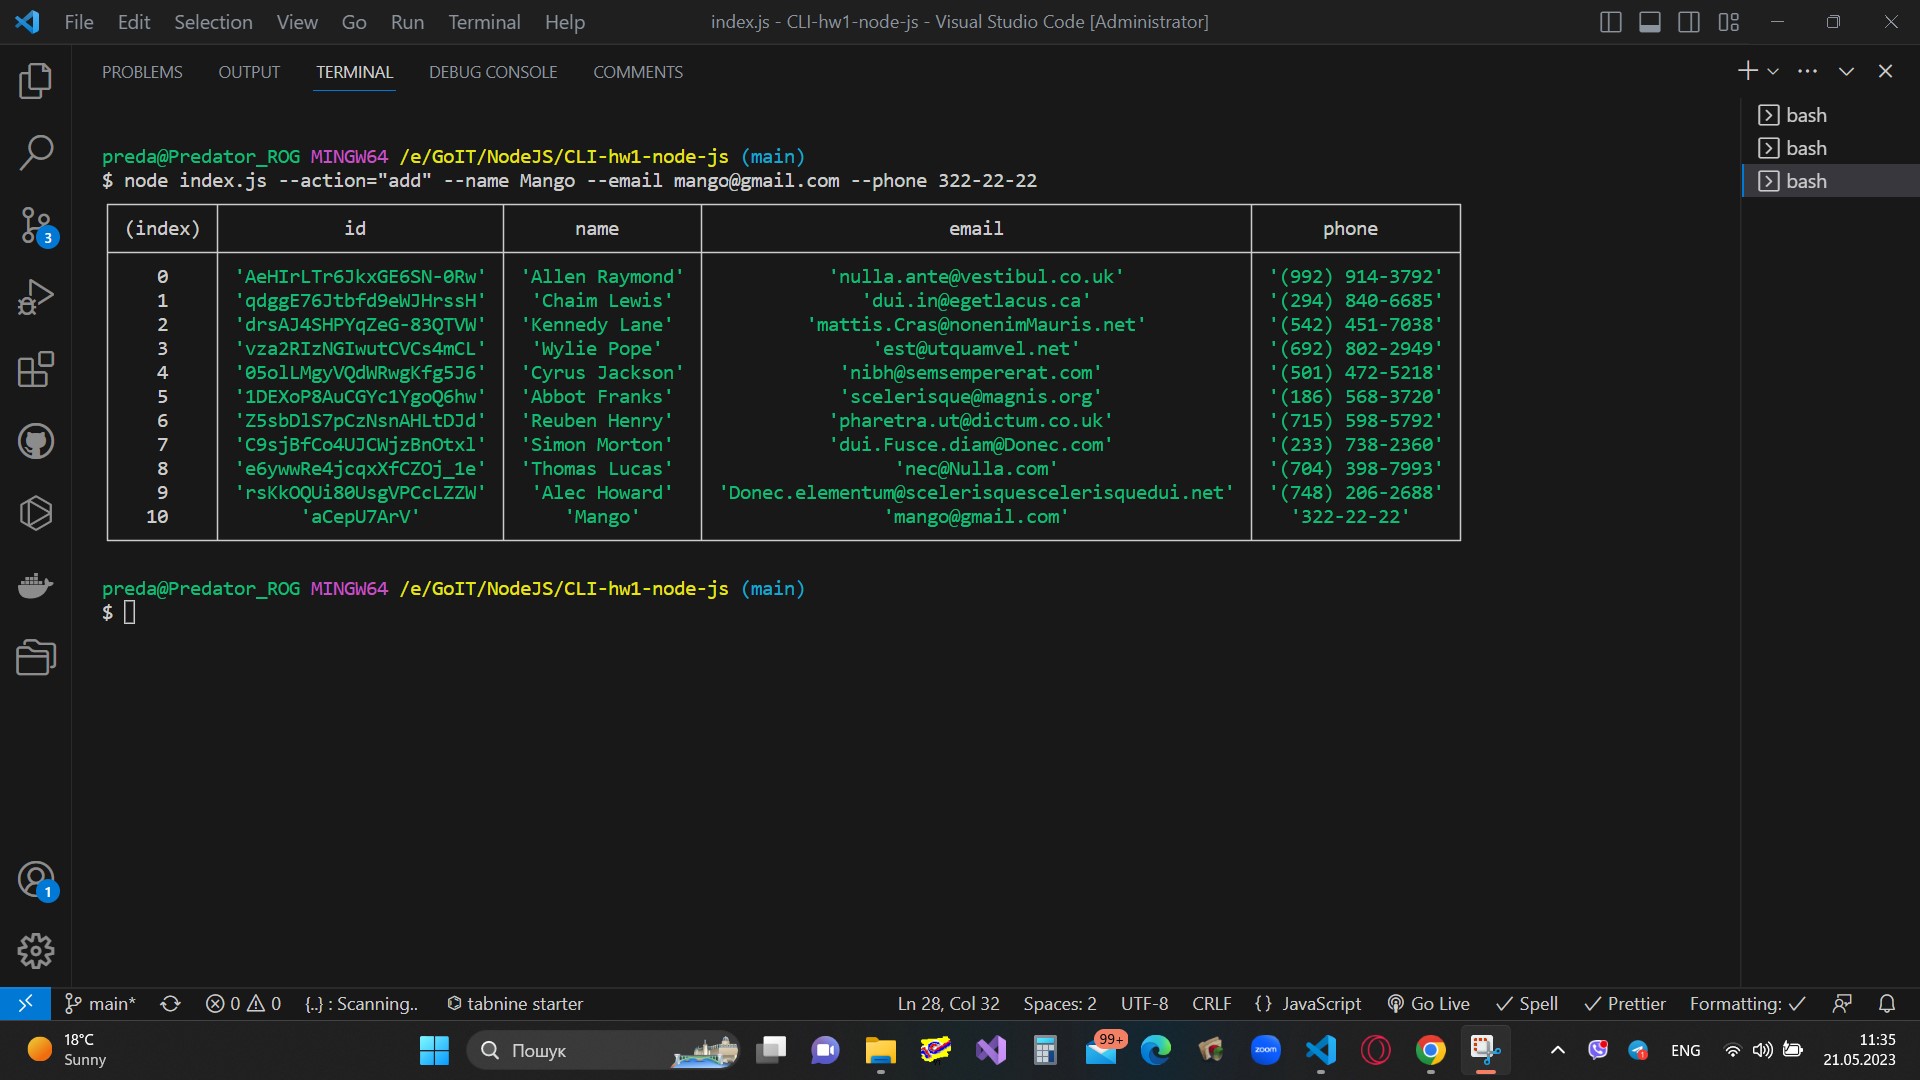 File Edit Selection View Go Run Terminal Help
index.js - CLI-hw1-node-js - Visual Studio Code [Administrator]
PROBLEMS OUTPUT TERMINAL DEBUG CONSOLE COMMENTS
bash
bash
bash
preda@Predator_ROG MINGW64 /e/GoIT/NodeJS/CLI-hw1-node-js (main)
$ node index.js --action="add" --name Mango --email mango@gmail.com --phone 322-22-22
(index) id name email phone
0 'AeHIrLTr6JkxGE6SN-0Rw' 'Allen Raymond' 'nulla.ante@vestibul.co.uk' '(992) 914-3792'
1 'qdggE76Jtbfd9eWJHrssH' 'Chaim Lewis' 'dui.in@egetlacus.ca' '(294) 840-6685'
2 'drsAJ4SHPYqZeG-83QTVW' 'Kennedy Lane' 'mattis.Cras@nonenimMauris.net' '(542) 451-7038'
3 'vza2RIzNGIwutCVCs4mCL' 'Wylie Pope' 'est@utquamvel.net' '(692) 802-2949'
4 '05olLMgyVQdWRwgKfg5J6' 'Cyrus Jackson' 'nibh@semsempererat.com' '(501) 472-5218'
5 '1DEXoP8AuCGYc1YgoQ6hw' 'Abbot Franks' 'scelerisque@magnis.org' '(186) 568-3720'
6 'Z5sbDlS7pCzNsnAHLtDJd' 'Reuben Henry' 'pharetra.ut@dictum.co.uk' '(715) 598-5792'
7 'C9sjBfCo4UJCWjzBnOtxl' 'Simon Morton' 'dui.Fusce.diam@Donec.com' '(233) 738-2360'
8 'e6ywwRe4jcqxXfCZOj_1e' 'Thomas Lucas' 'nec@Nulla.com' '(704) 398-7993'
9 'rsKkOQUi80UsgVPCcLZZW' 'Alec Howard' 'Donec.elementum@scelerisquescelerisquedui.net' '(748) 206-2688'
10 'aCepU7ArV' 'Mango' 'mango@gmail.com' '322-22-22'
preda@Predator_ROG MINGW64 /e/GoIT/NodeJS/CLI-hw1-node-js (main)
$
3
1
main* 0 0 {..} : Scanning.. tabnine starter Ln 28, Col 32 Spaces: 2 UTF-8 CRLF {} JavaScript Go Live Spell Prettier Formatting:
18°C
Sunny
Пошук
99+
zoom
ENG
11:35
21.05.2023